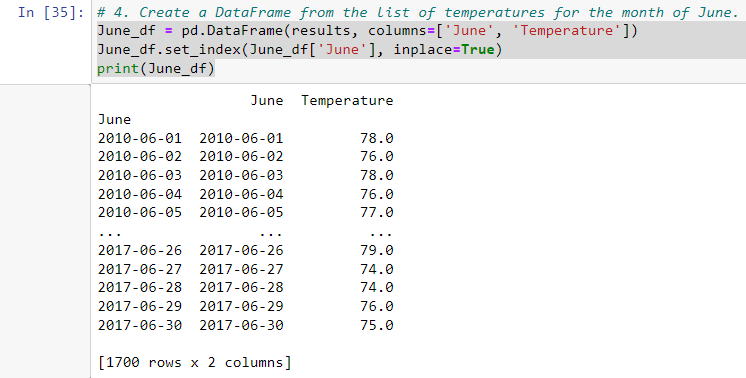 In [35]: # 4. Create a DataFrame from the list of temperatures for the month of June.
June_df = pd.DataFrame(results, columns=['June', 'Temperature'])
June_df.set_index(June_df['June'], inplace=True)
print(June_df)
June Temperature
June
2010-06-01 2010-06-01 78.0
2010-06-02 2010-06-02 76.0
2010-06-03 2010-06-03 78.0
2010-06-04 2010-06-04 76.0
2010-06-05 2010-06-05 77.0
... ... ...
2017-06-26 2017-06-26 79.0
2017-06-27 2017-06-27 74.0
2017-06-28 2017-06-28 74.0
2017-06-29 2017-06-29 76.0
2017-06-30 2017-06-30 75.0
[1700 rows x 2 columns]